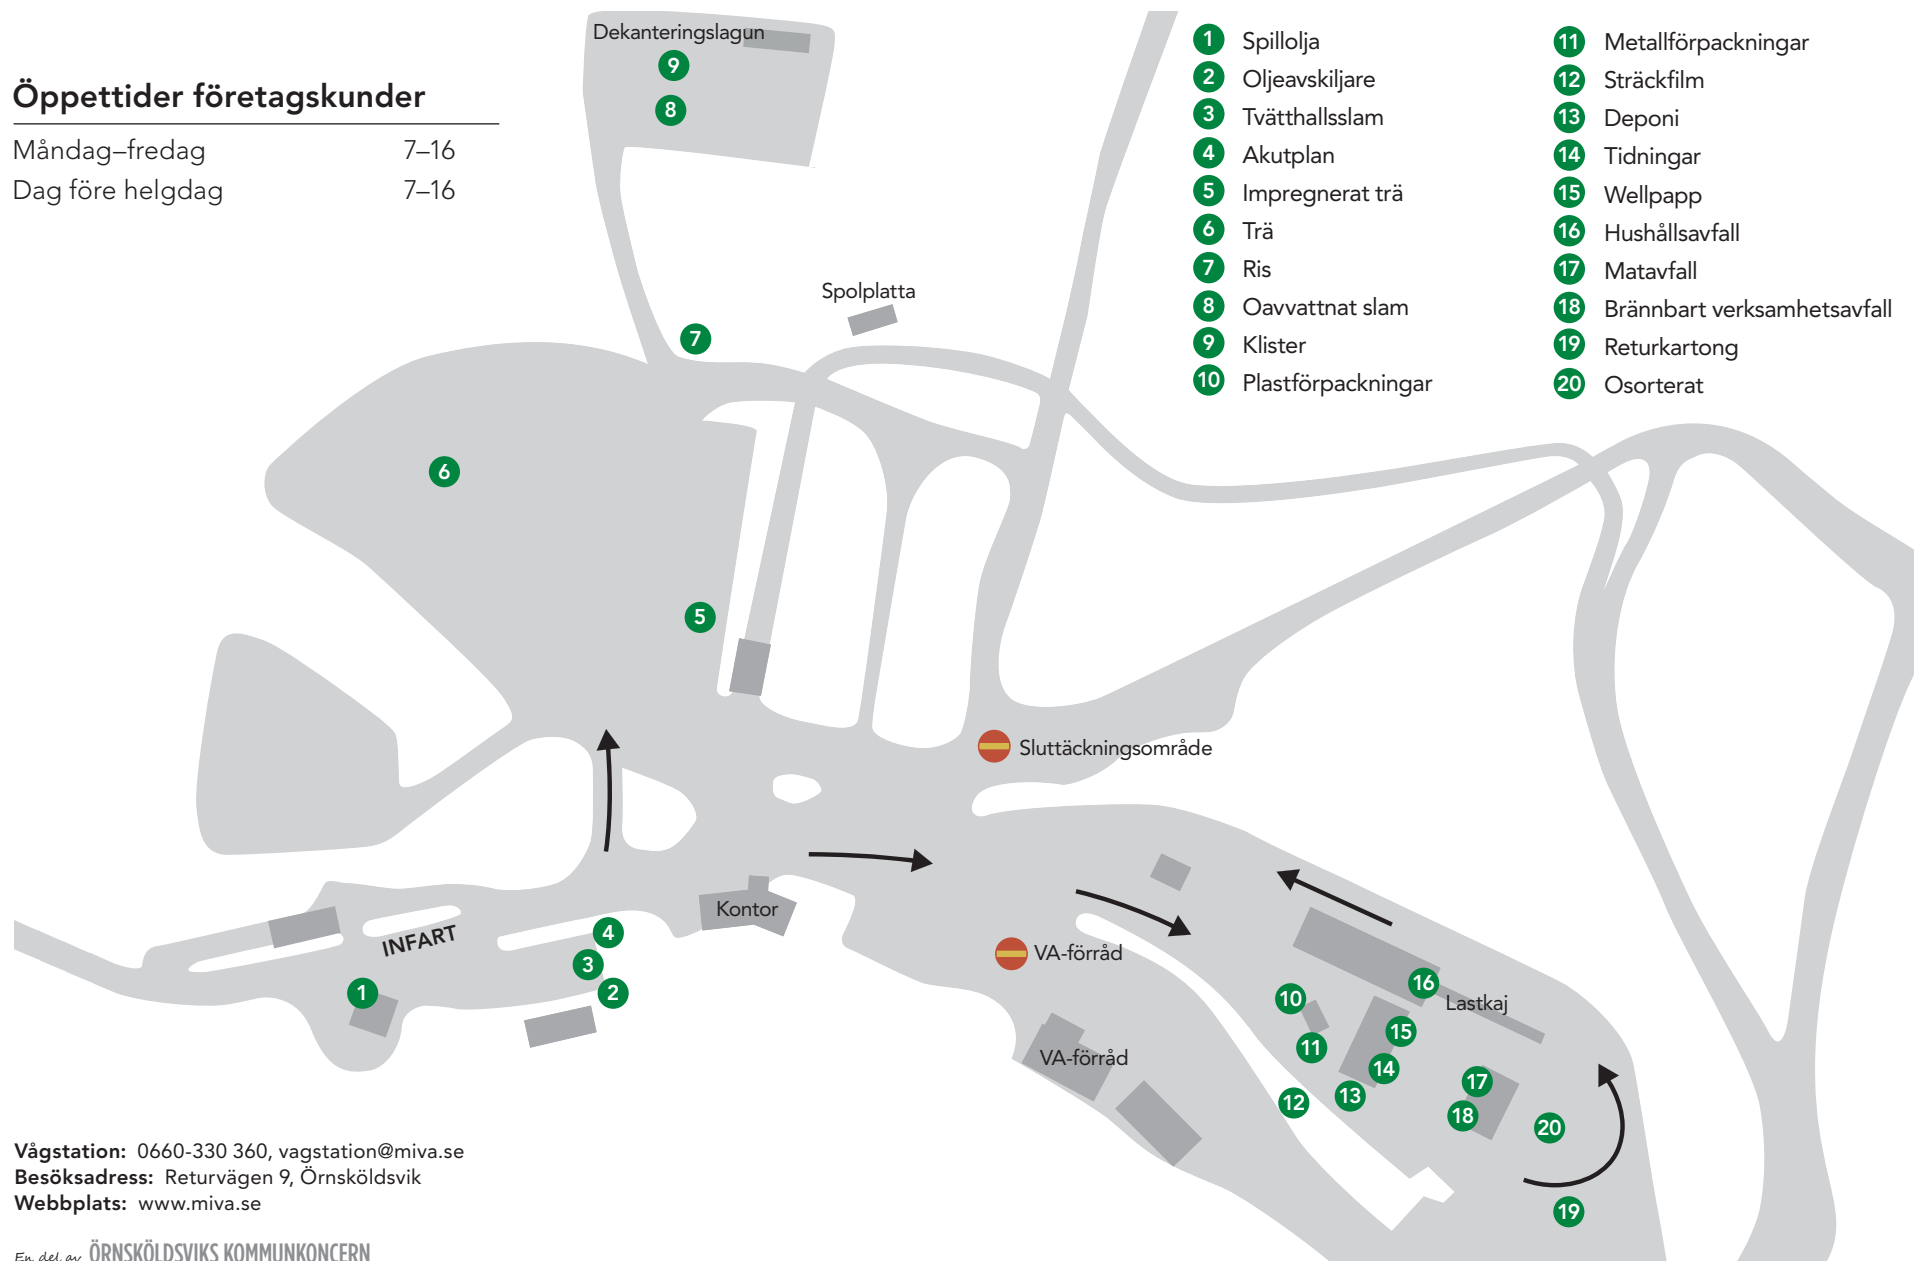 Öppettider företagskunder
Måndag–fredag 7–16
Dag före helgdag 7–16
1 Spillolja
2 Oljeavskiljare
3 Tvätthallsslam
4 Akutplan
5 Impregnerat trä
6 Trä
7 Ris
8 Oavvattnat slam
9 Klister
10 Plastförpackningar
11 Metallförpackningar
12 Sträckfilm
13 Deponi
14 Tidningar
15 Wellpapp
16 Hushållsavfall
17 Matavfall
18 Brännbart verksamhetsavfall
19 Returkartong
20 Osorterat
Dekanteringslagun
9
8
Spolplatta
7
6
5
Sluttäckningsområde
Kontor
INFART
4
3
2
1
VA-förråd
VA-förråd
16
Lastkaj
10
15
11
14
13
12
17
18
20
19
Vågstation: 0660-330 360, vagstation@miva.se
Besöksadress: Returvägen 9, Örnsköldsvik
Webbplats: www.miva.se
En del av ÖRNSKÖLDSVIKS KOMMUNKONCERN